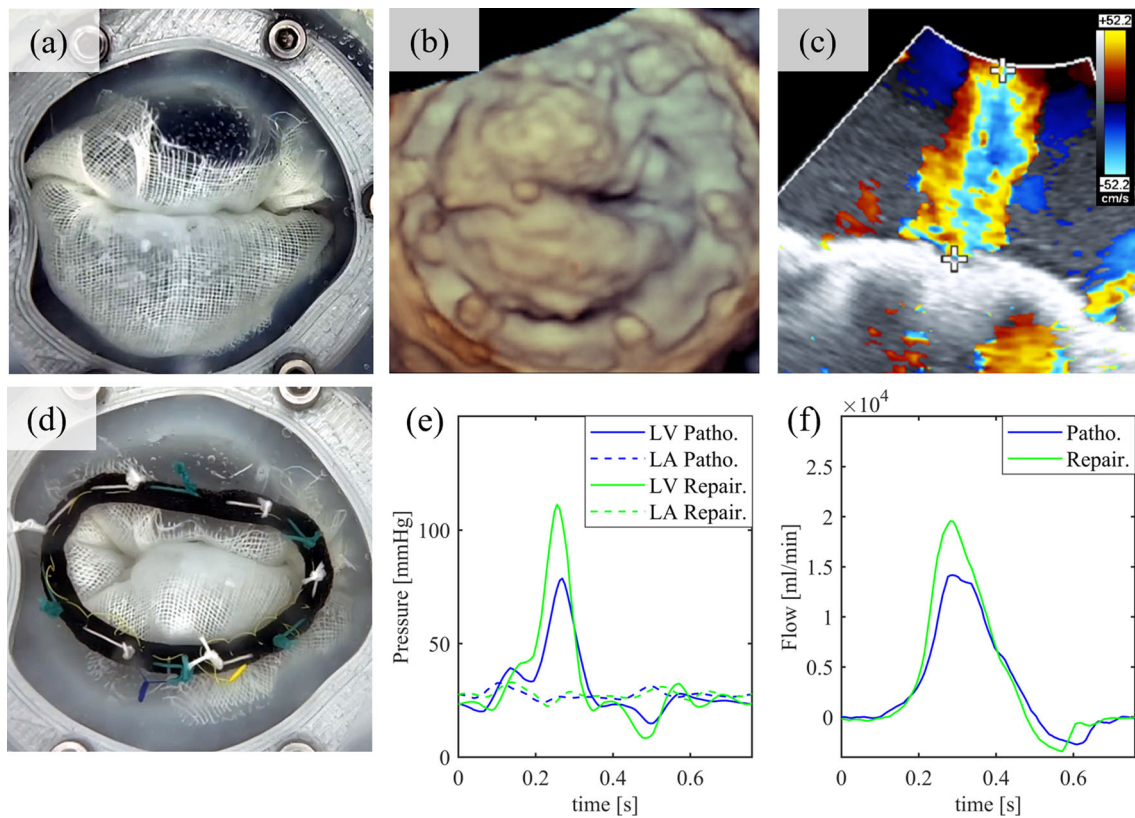 (a)
(b)
(c)
+52.2
-52.2
cm/s
(d)
(e)
LV Patho.
LA Patho.
LV Repair.
LA Repair.
Pressure [mmHg]
100
50
0
0
0.2
0.4
0.6
time [s]
(f)
×10⁴
Patho.
Repair.
Flow [ml/min]
2.5
2
1.5
1
0.5
0
0
0.2
0.4
0.6
time [s]